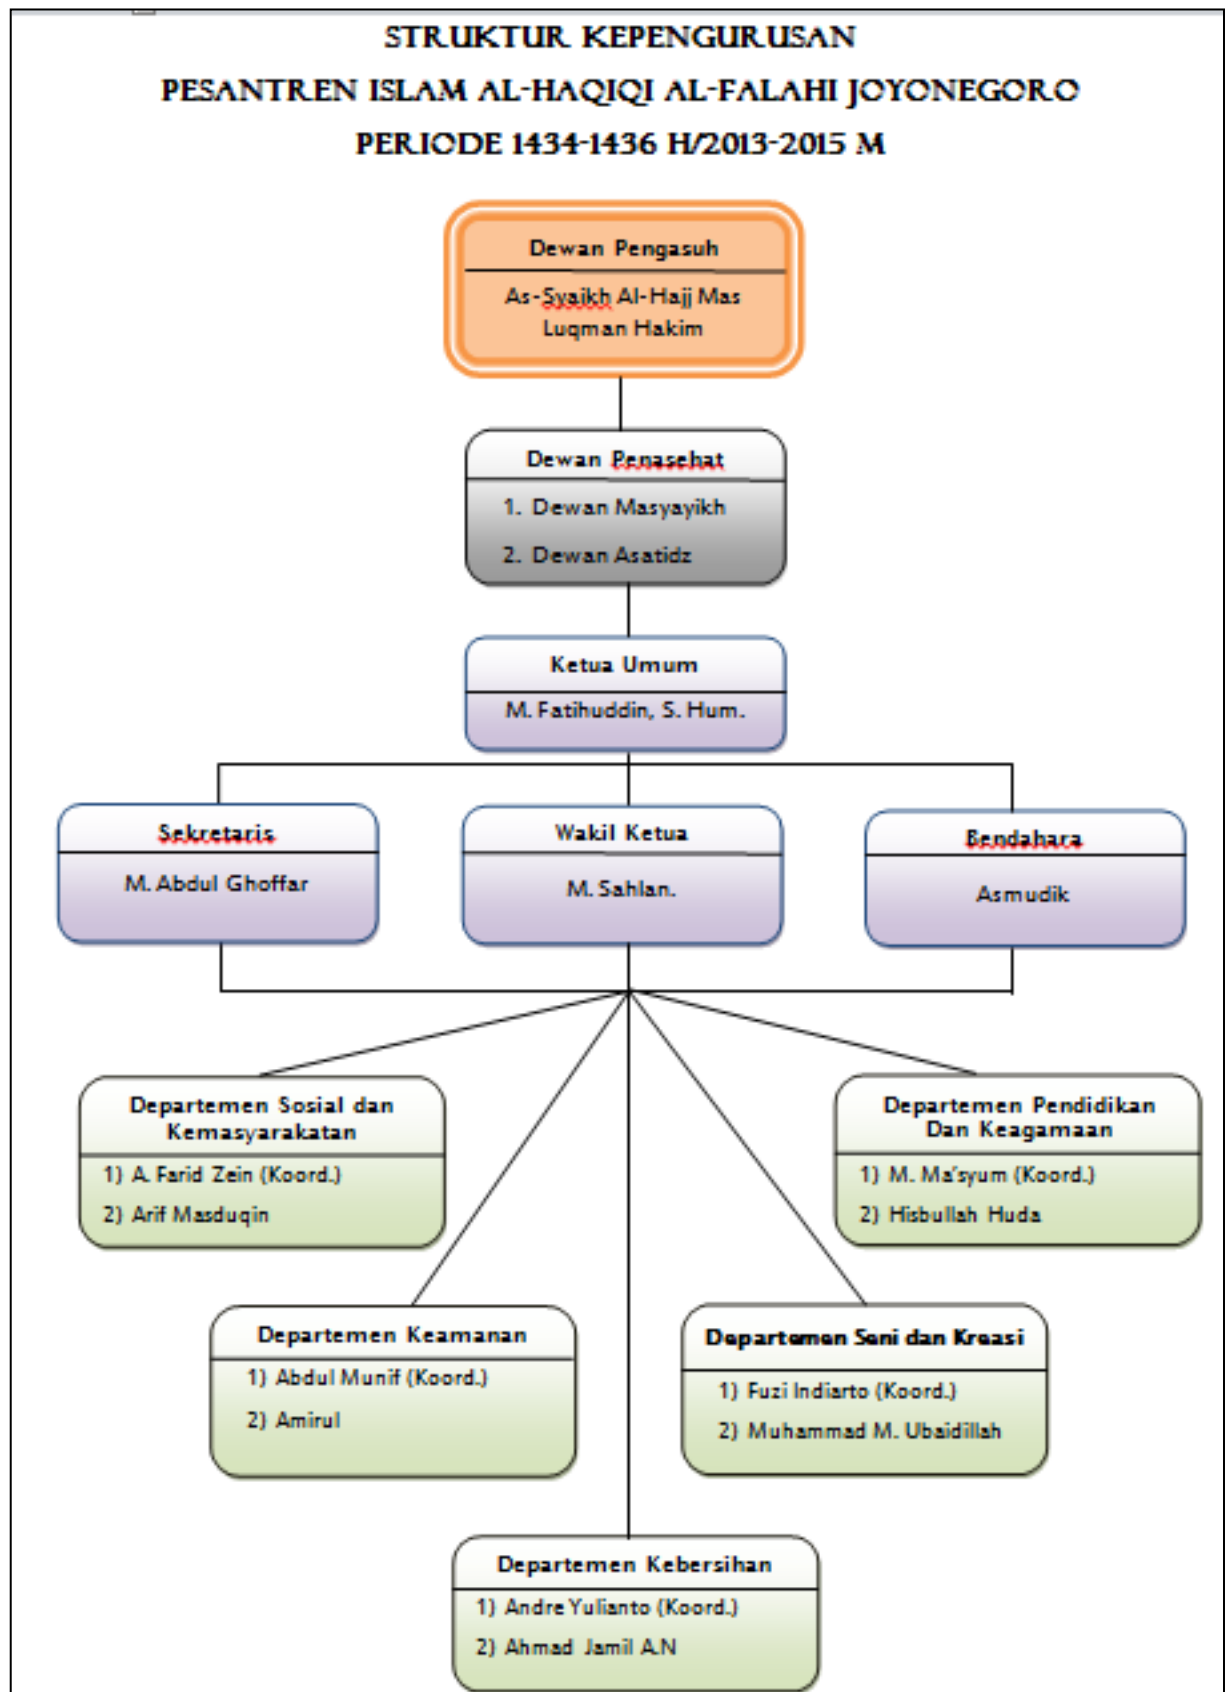 STRUKTUR KEPENGURUSAN
PESANTREN ISLAM AL-HAQIQI AL-FALAHI JOYONEGORO
PERIODE 1434-1436 H/2013-2015 M
Dewan Pengasuh
As-Syaikh Al-Hajj Mas
Luqman Hakim
Dewan Penasehat
1. Dewan Masyayikh
2. Dewan Asatidz
Ketua Umum
M. Fatihuddin, S. Hum.
Sekretaris
M. Abdul Ghoffar
Wakil Ketua
M. Sahlan.
Bendahara
Asmudik
Departemen Sosial dan
Kemasyarakatan
1) A. Farid Zein (Koord.)
2) Arif Masduqin
Departemen Pendidikan
Dan Keagamaan
1) M. Ma'syum (Koord.)
2) Hisbullah Huda
Departemen Keamanan
1) Abdul Munif (Koord.)
2) Amirul
Departemen Seni dan Kreasi
1) Fuzi Indiarto (Koord.)
2) Muhammad M. Ubaidillah
Departemen Kebersihan
1) Andre Yulianto (Koord.)
2) Ahmad Jamil A.N